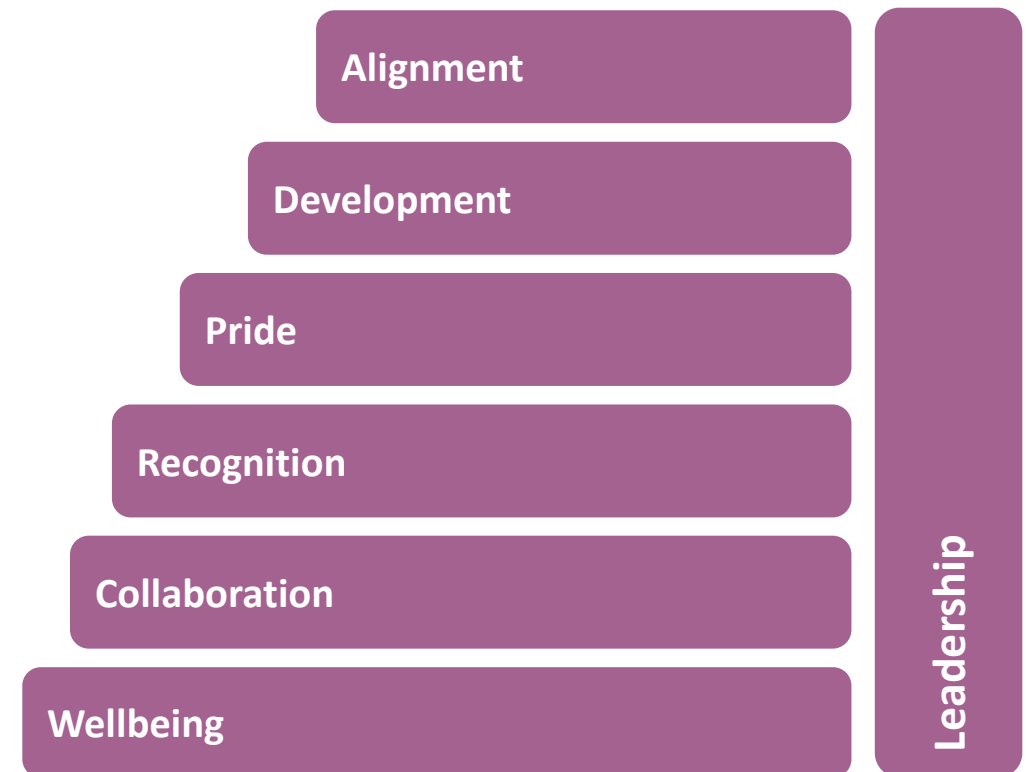 Alignment
Development
Pride
Recognition
Collaboration
Wellbeing
Leadership